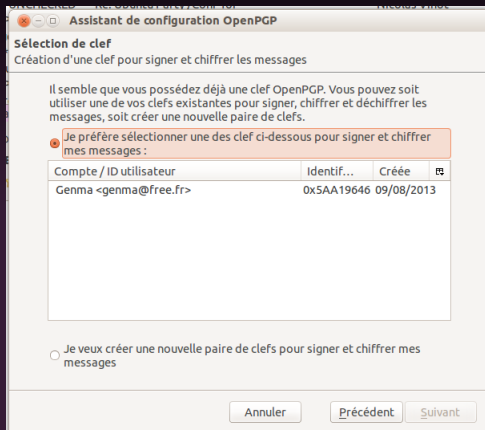 Assistant de configuration OpenPGP
Sélection de clef
Création d'une clef pour signer et chiffrer les messages
Il semble que vous possédez déjà une clef OpenPGP. Vous pouvez soit
utiliser une de vos clefs existantes pour signer, chiffrer et déchiffrer les
messages, soit créer une nouvelle paire de clefs.
Je préfère sélectionner une des clef ci-dessous pour signer et chiffrer
mes messages :
Compte / ID utilisateur Identif... Créée
Genma <genma@free.fr> 0x5AA19646 09/08/2013
Je veux créer une nouvelle paire de clefs pour signer et chiffrer mes
messages
Annuler Précédent Suivant